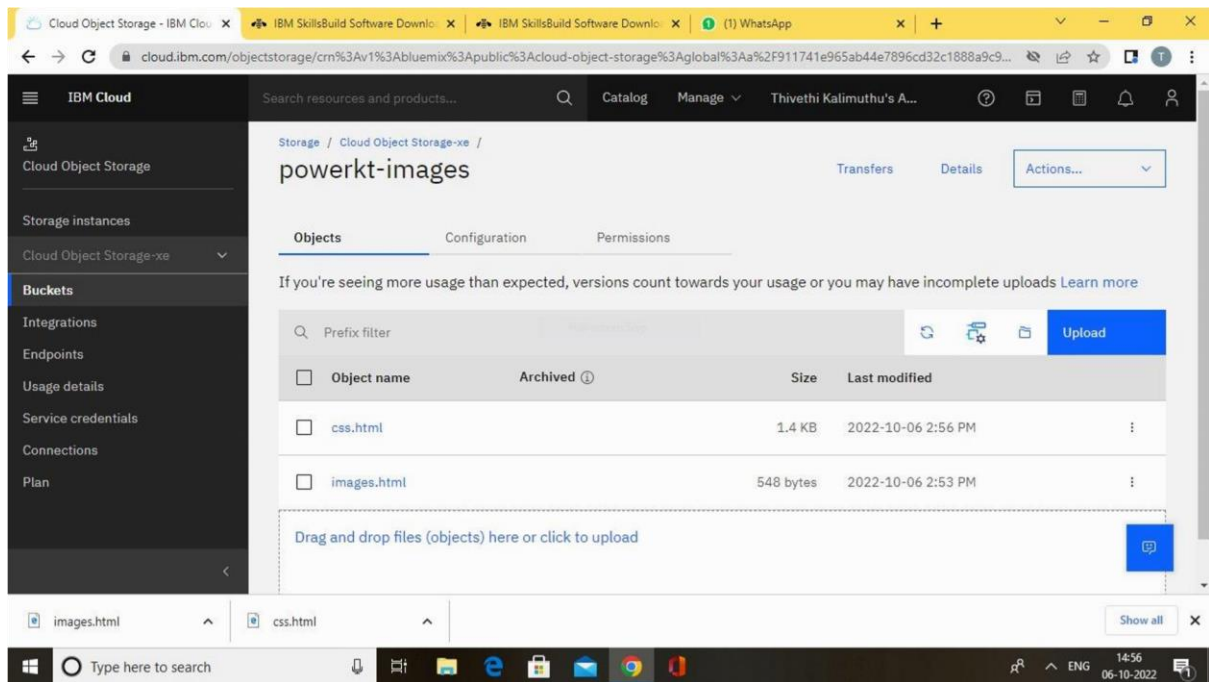 Cloud Object Storage - IBM Clou
IBM SkillsBuild Software Downlo
IBM SkillsBuild Software Downlo
(1) WhatsApp
cloud.ibm.com/objectstorage/crn%3Av1%3Abluemix%3Apublic%3Acloud-object-storage%3Aglobal%3Aa%2F911741e965ab44e7896cd32c1888a9c9...
T
IBM Cloud
Search resources and products...
Catalog
Manage
Thivethi Kalimuthu's A...
Cloud Object Storage
Storage instances
Cloud Object Storage-xe
Buckets
Integrations
Endpoints
Usage details
Service credentials
Connections
Plan
Storage / Cloud Object Storage-xe /
powerkt-images
Transfers
Details
Actions...
Objects
Configuration
Permissions
If you're seeing more usage than expected, versions count towards your usage or you may have incomplete uploads Learn more
Prefix filter
Upload
Object name
Archived
Size
Last modified
css.html
1.4 KB
2022-10-06 2:56 PM
images.html
548 bytes
2022-10-06 2:53 PM
Drag and drop files (objects) here or click to upload
images.html
css.html
Show all
Type here to search
ENG
14:56
06-10-2022
1